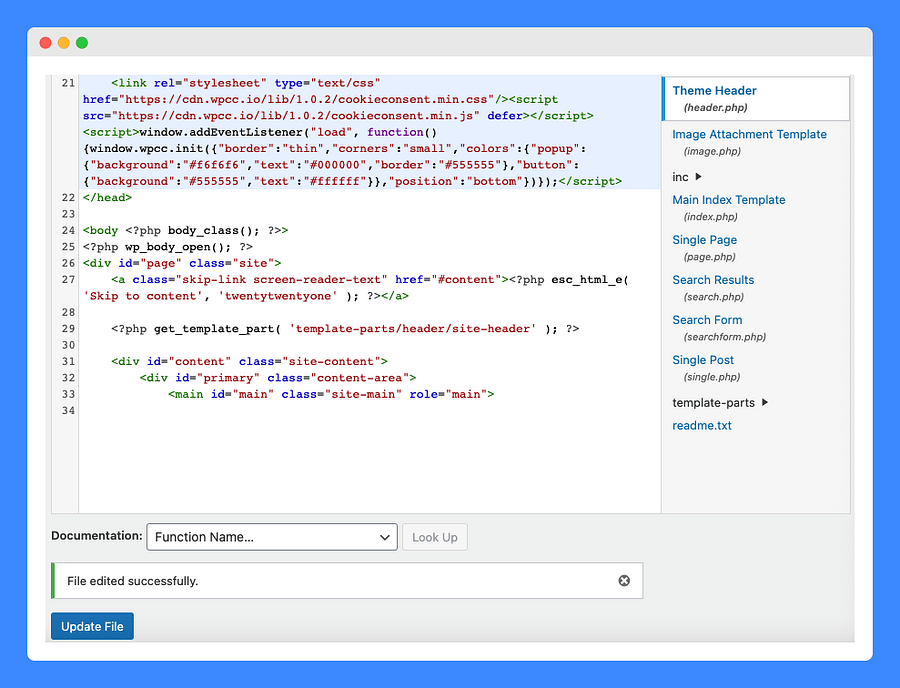 21     <link rel="stylesheet" type="text/css"
href="https://cdn.wpcc.io/lib/1.0.2/cookieconsent.min.css"/><script
src="https://cdn.wpcc.io/lib/1.0.2/cookieconsent.min.js" defer></script>
<script>window.addEventListener("load", function()
{window.wpcc.init({"border":"thin","corners":"small","colors":{"popup":
{"background":"#f6f6f6","text":"#000000","border":"#555555"},"button":
{"background":"#555555","text":"#ffffff"}},"position":"bottom"})});</script>
22 </head>
23
24 <body <?php body_class(); ?>>
25 <?php wp_body_open(); ?>
26 <div id="page" class="site">
27     <a class="skip-link screen-reader-text" href="#content"><?php esc_html_e(
'Skip to content', 'twentytwentyone' ); ?></a>
28
29     <?php get_template_part( 'template-parts/header/site-header' ); ?>
30
31     <div id="content" class="site-content">
32         <div id="primary" class="content-area">
33             <main id="main" class="site-main" role="main">
34
Theme Header
(header.php)
Image Attachment Template
(image.php)
inc
Main Index Template
(index.php)
Single Page
(page.php)
Search Results
(search.php)
Search Form
(searchform.php)
Single Post
(single.php)
template-parts
readme.txt
Documentation: Function Name... Look Up
File edited successfully.
Update File